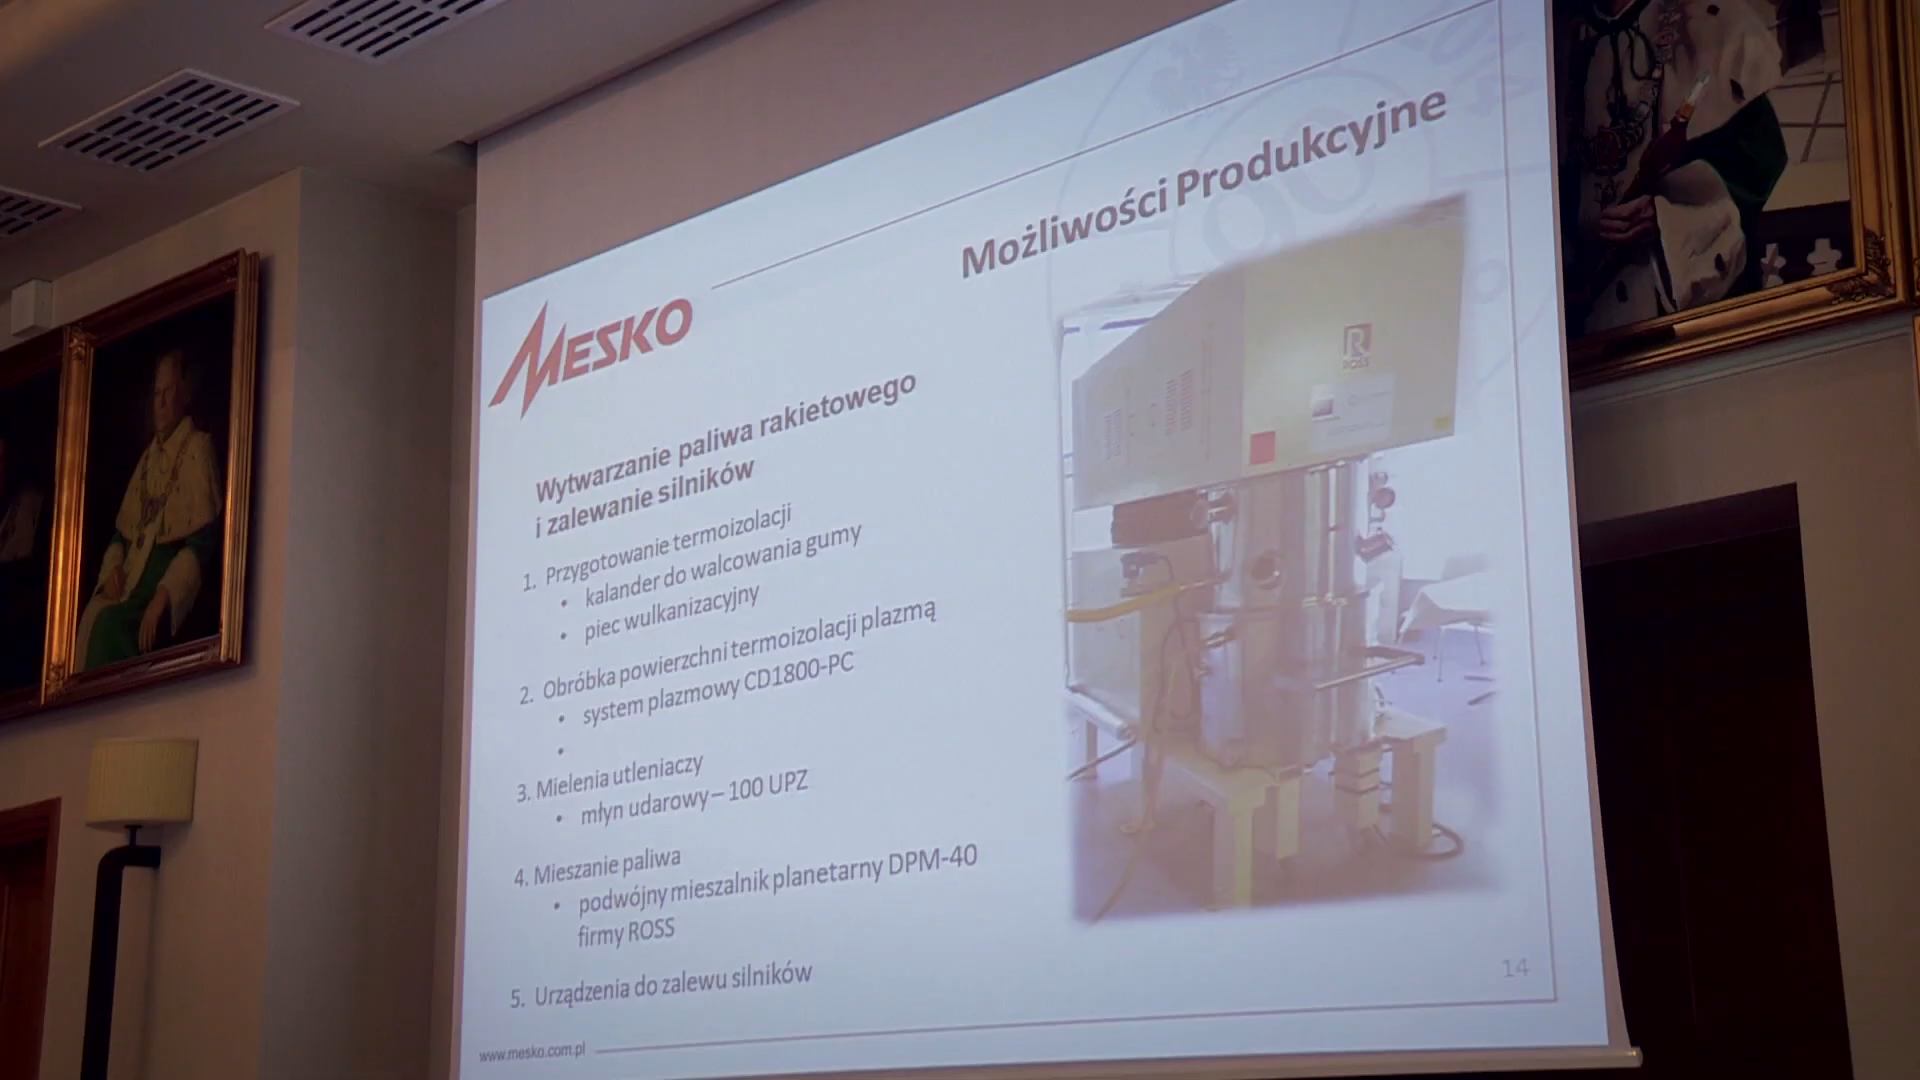 Możliwości Produkcyjne
MESKO
Wytwarzanie paliwa rakietowego
i zalewanie silników
1. Przygotowanie termoizolacji
• kalander do walcowania gumy
• piec wulkanizacyjny
2. Obróbka powierzchni termoizolacji plazmą
• system plazmowy CD1800-PC
•
3. Mielenia utleniaczy
• młyn udarowy – 100 UPZ
4. Mieszanie paliwa
• podwójny mieszalnik planetarny DPM-40
firmy ROSS
5. Urządzenia do zalewu silników
R
ROSS
14
www.mesko.com.pl